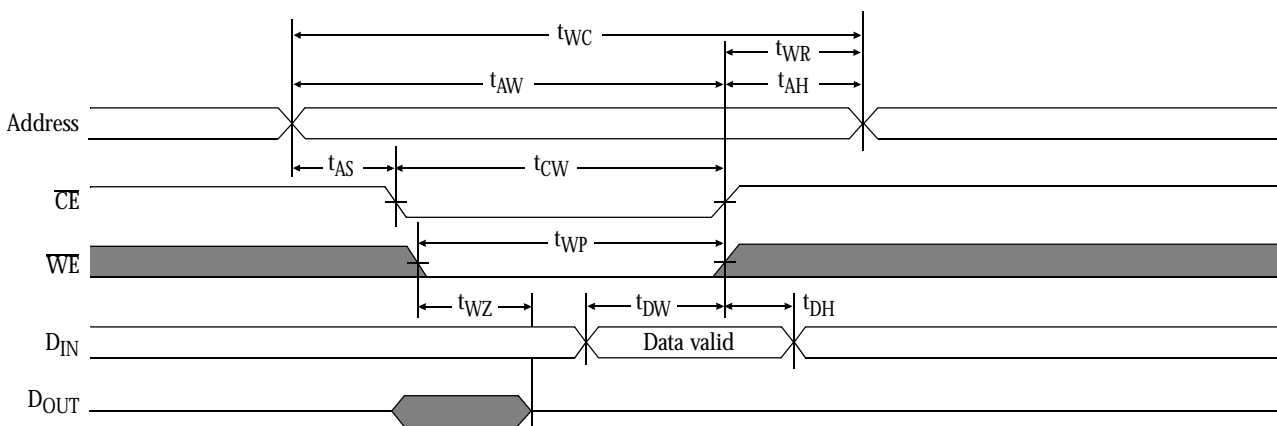 tWC
tWR
tAW
tAH
Address
tAS
tCW
CE
tWP
WE
tWZ
tDW
tDH
DIN
Data valid
DOUT